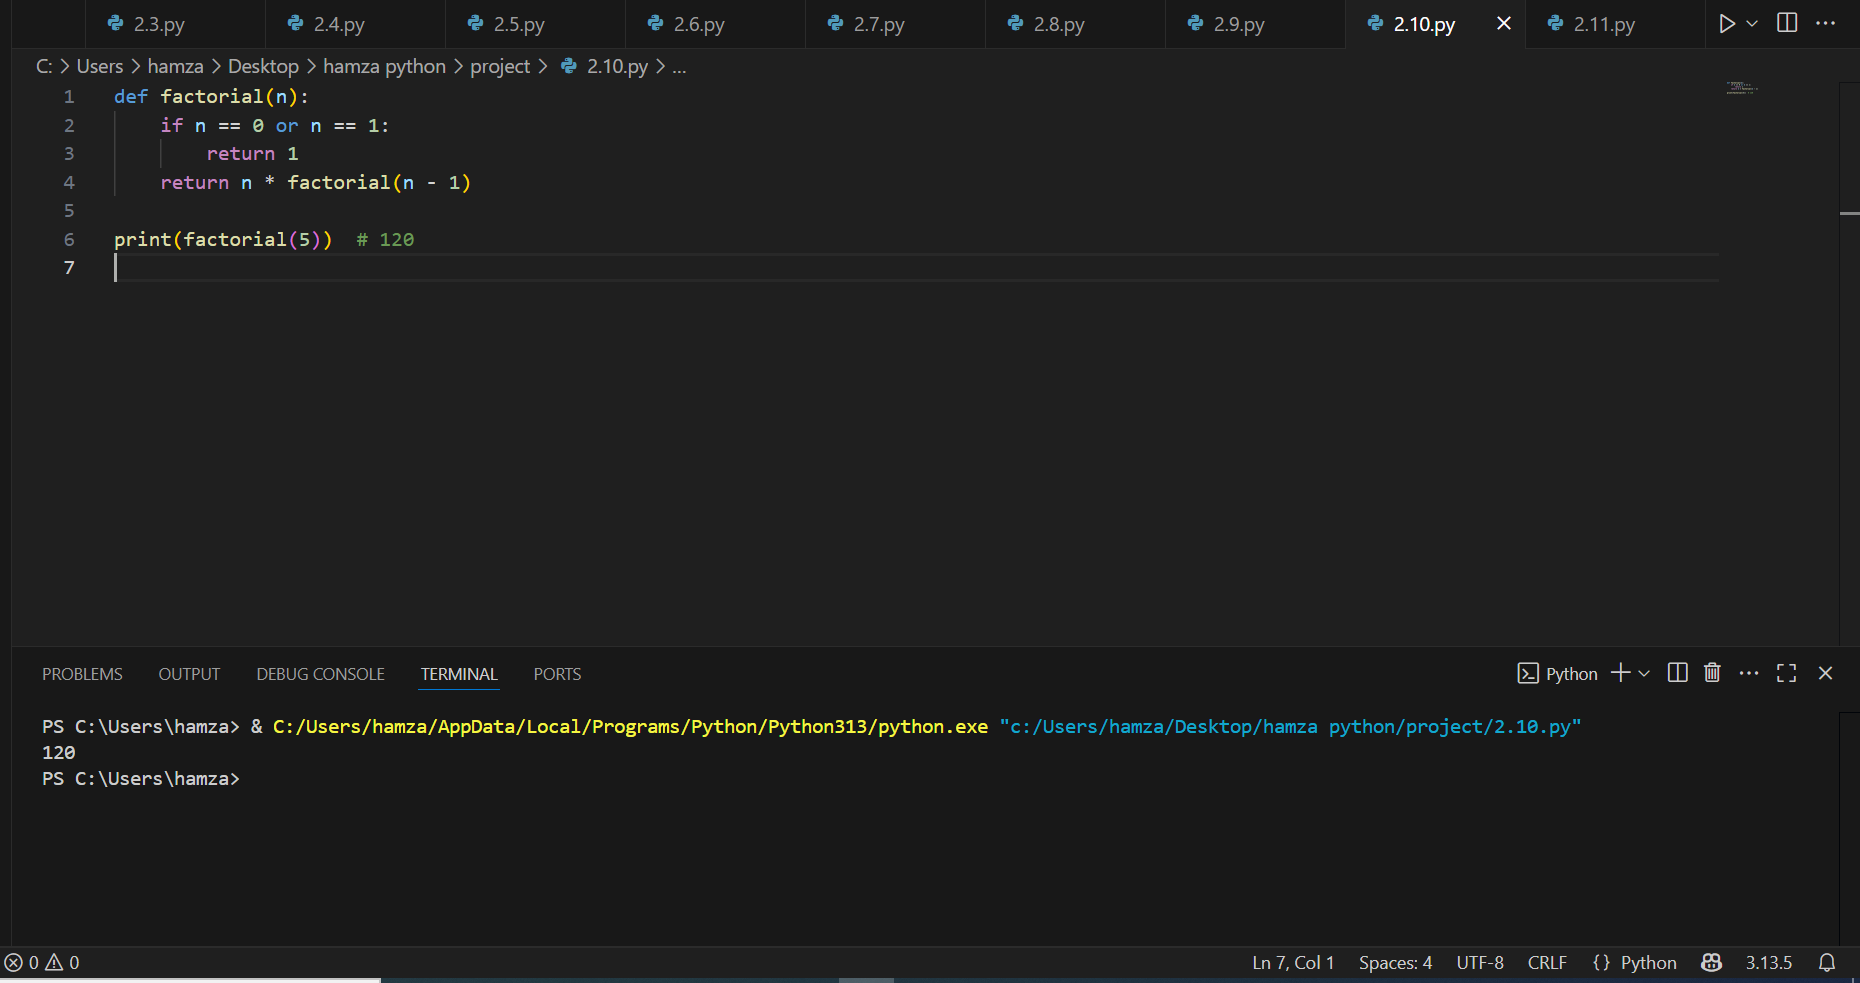 2.3.py 2.4.py 2.5.py 2.6.py 2.7.py 2.8.py 2.9.py 2.10.py 2.11.py
C: > Users > hamza > Desktop > hamza python > project > 2.10.py > ...
1 def factorial(n):
2     if n == 0 or n == 1:
3         return 1
4     return n * factorial(n - 1)
5
6 print(factorial(5))  # 120
7
PROBLEMS OUTPUT DEBUG CONSOLE TERMINAL PORTS Python
PS C:\Users\hamza> & C:/Users/hamza/AppData/Local/Programs/Python/Python313/python.exe "c:/Users/hamza/Desktop/hamza python/project/2.10.py"
120
PS C:\Users\hamza>
0 0 Ln 7, Col 1 Spaces: 4 UTF-8 CRLF {} Python 3.13.5